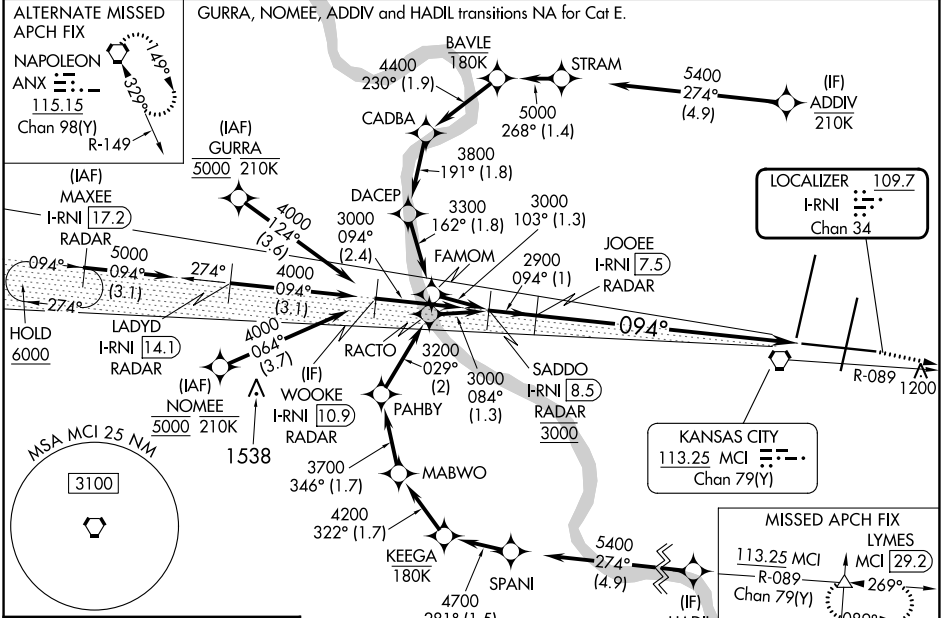 ALTERNATE MISSED
APCH FIX
NAPOLEON
ANX
115.15
Chan 98(Y)
149°
329°
R-149
GURRA, NOMEE, ADDIV and HADIL transitions NA for Cat E.
BAVLE
180K
STRAM
4400
230° (1.9)
5000
268° (1.4)
5400
274°
(4.9)
(IF)
ADDIV
210K
CADBA
3800
191° (1.8)
DACEP
3300
162° (1.8)
3000
103° (1.3)
(IAF)
GURRA
5000 210K
4000
124°
(3.6)
3000
094°
(2.4)
FAMOM
2900
094° (1)
JOOEE
I-RNI 7.5
RADAR
LOCALIZER 109.7
I-RNI
Chan 34
(IAF)
MAXEE
I-RNI 17.2
RADAR
094°
5000
094°
(3.1)
274°
4000
094°
(3.1)
274°
HOLD
6000
LADYD
I-RNI 14.1
RADAR
4000
064°
(3.7)
(IAF)
NOMEE
5000 210K
1538
RACTO
(IF)
WOOKE
I-RNI 10.9
RADAR
3200
029°
(2)
3000
084°
(1.3)
SADDO
I-RNI 8.5
RADAR
3000
094°
R-089
1200
KANSAS CITY
113.25 MCI
Chan 79(Y)
PAHBY
3700
346° (1.7)
MABWO
4200
322° (1.7)
KEEGA
180K
SPANI
4700
281° (1.5)
5400
274°
(4.9)
(IF)
MSA MCI 25 NM
3100
MISSED APCH FIX
LYMES
MCI 29.2
113.25 MCI
R-089
Chan 79(Y)
269°
089°